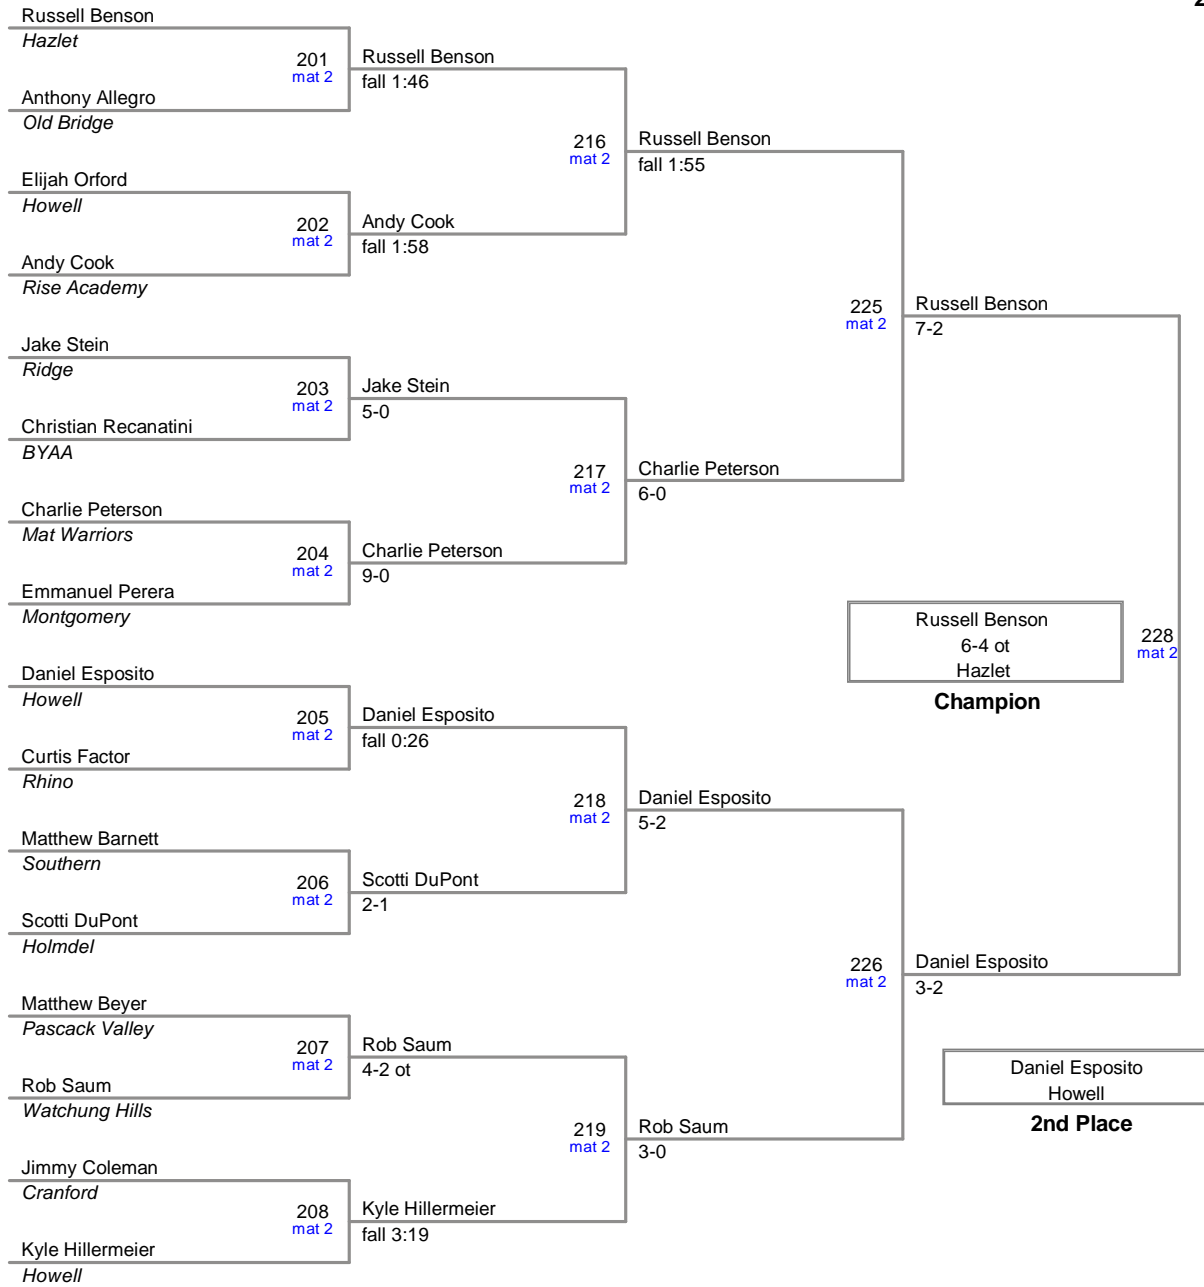 2
Russell Benson
Hazlet
201
mat 2
Anthony Allegro
Old Bridge
Russell Benson
fall 1:46
Elijah Orford
Howell
202
mat 2
Andy Cook
Rise Academy
Andy Cook
fall 1:58
216
mat 2
Russell Benson
fall 1:55
Jake Stein
Ridge
203
mat 2
Christian Recanatini
BYAA
Jake Stein
5-0
Charlie Peterson
Mat Warriors
204
mat 2
Emmanuel Perera
Montgomery
Charlie Peterson
9-0
217
mat 2
Charlie Peterson
6-0
225
mat 2
Russell Benson
7-2
Daniel Esposito
Howell
205
mat 2
Curtis Factor
Rhino
Daniel Esposito
fall 0:26
Matthew Barnett
Southern
206
mat 2
Scotti DuPont
Holmdel
Scotti DuPont
2-1
218
mat 2
Daniel Esposito
5-2
Matthew Beyer
Pascack Valley
207
mat 2
Rob Saum
Watchung Hills
Rob Saum
4-2 ot
Jimmy Coleman
Cranford
208
mat 2
Kyle Hillermeier
Howell
Kyle Hillermeier
fall 3:19
219
mat 2
Rob Saum
3-0
226
mat 2
Daniel Esposito
3-2
228
mat 2
Russell Benson
6-4 ot
Hazlet
Champion
Daniel Esposito
Howell
2nd Place